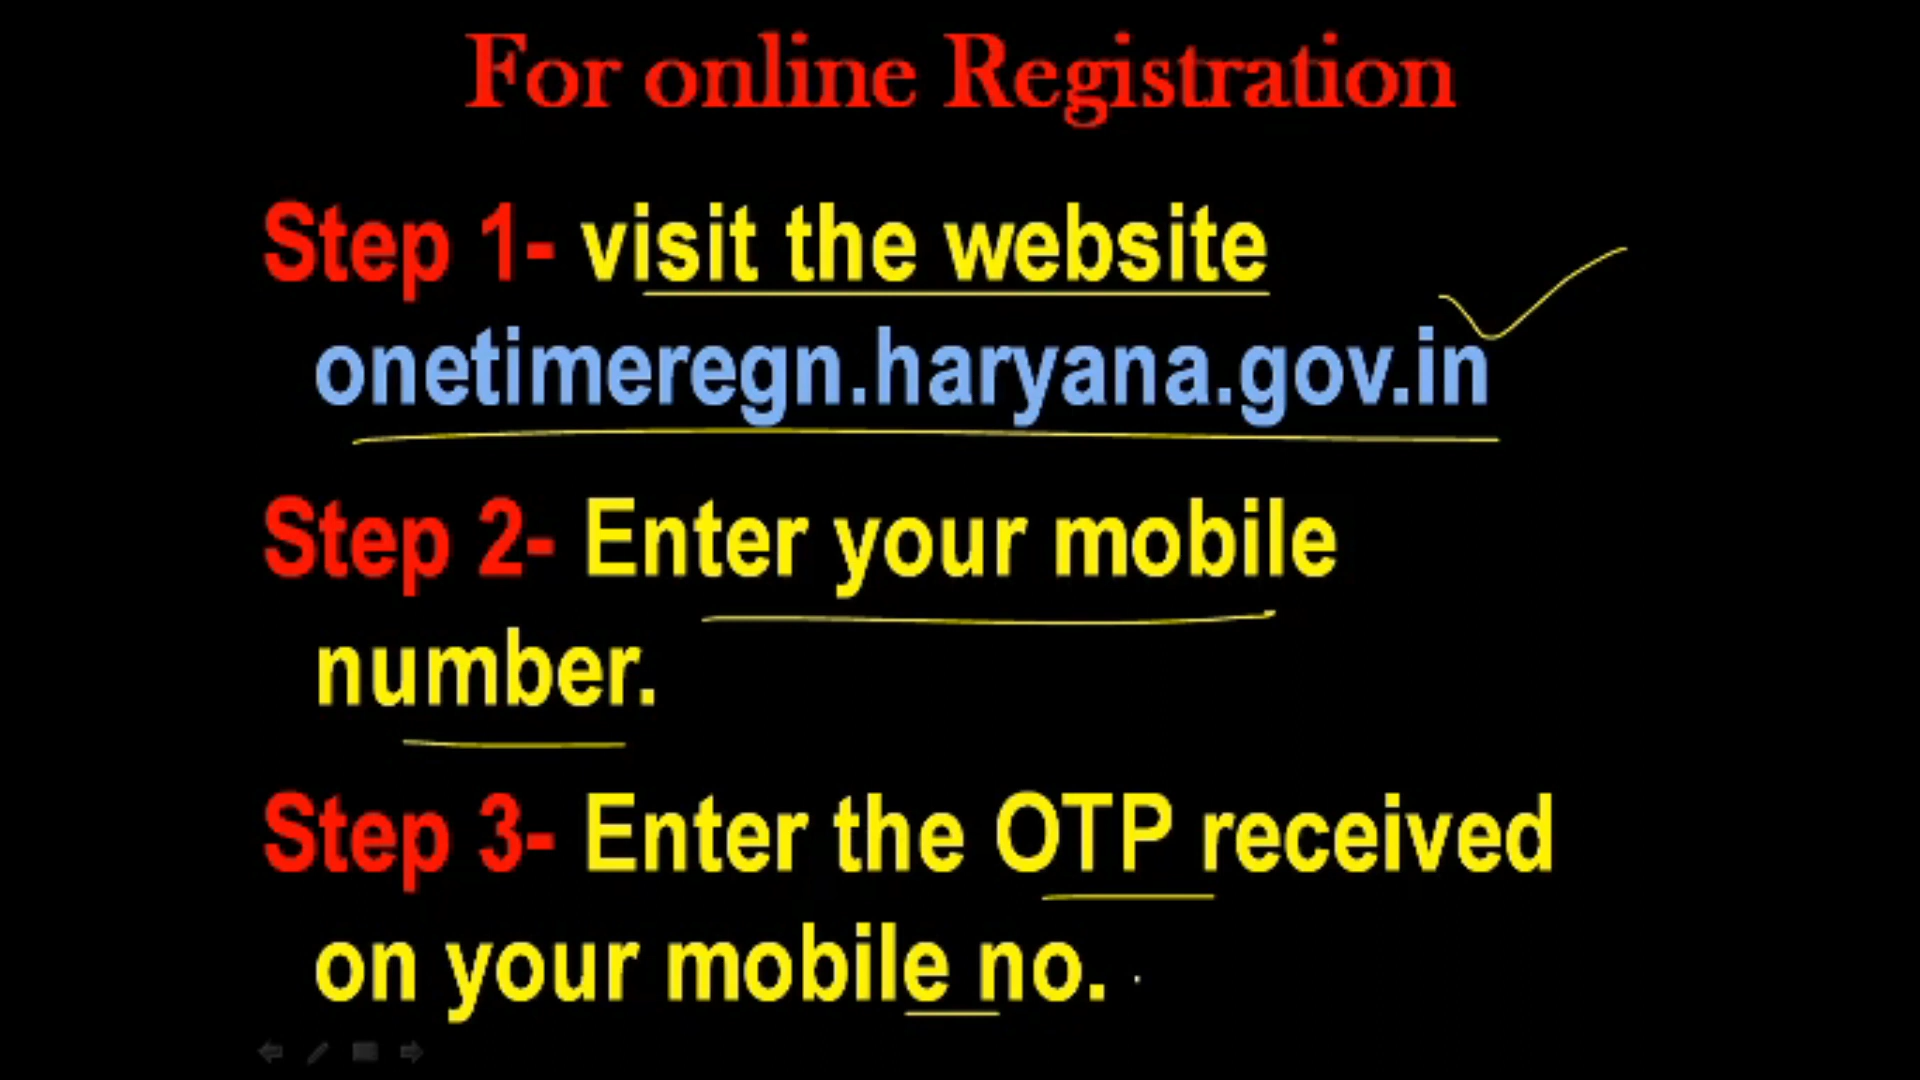 For online Registration
Step 1- visit the website
onetimeregn.haryana.gov.in
Step 2- Enter your mobile
number.
Step 3- Enter the OTP received
on your mobile no.